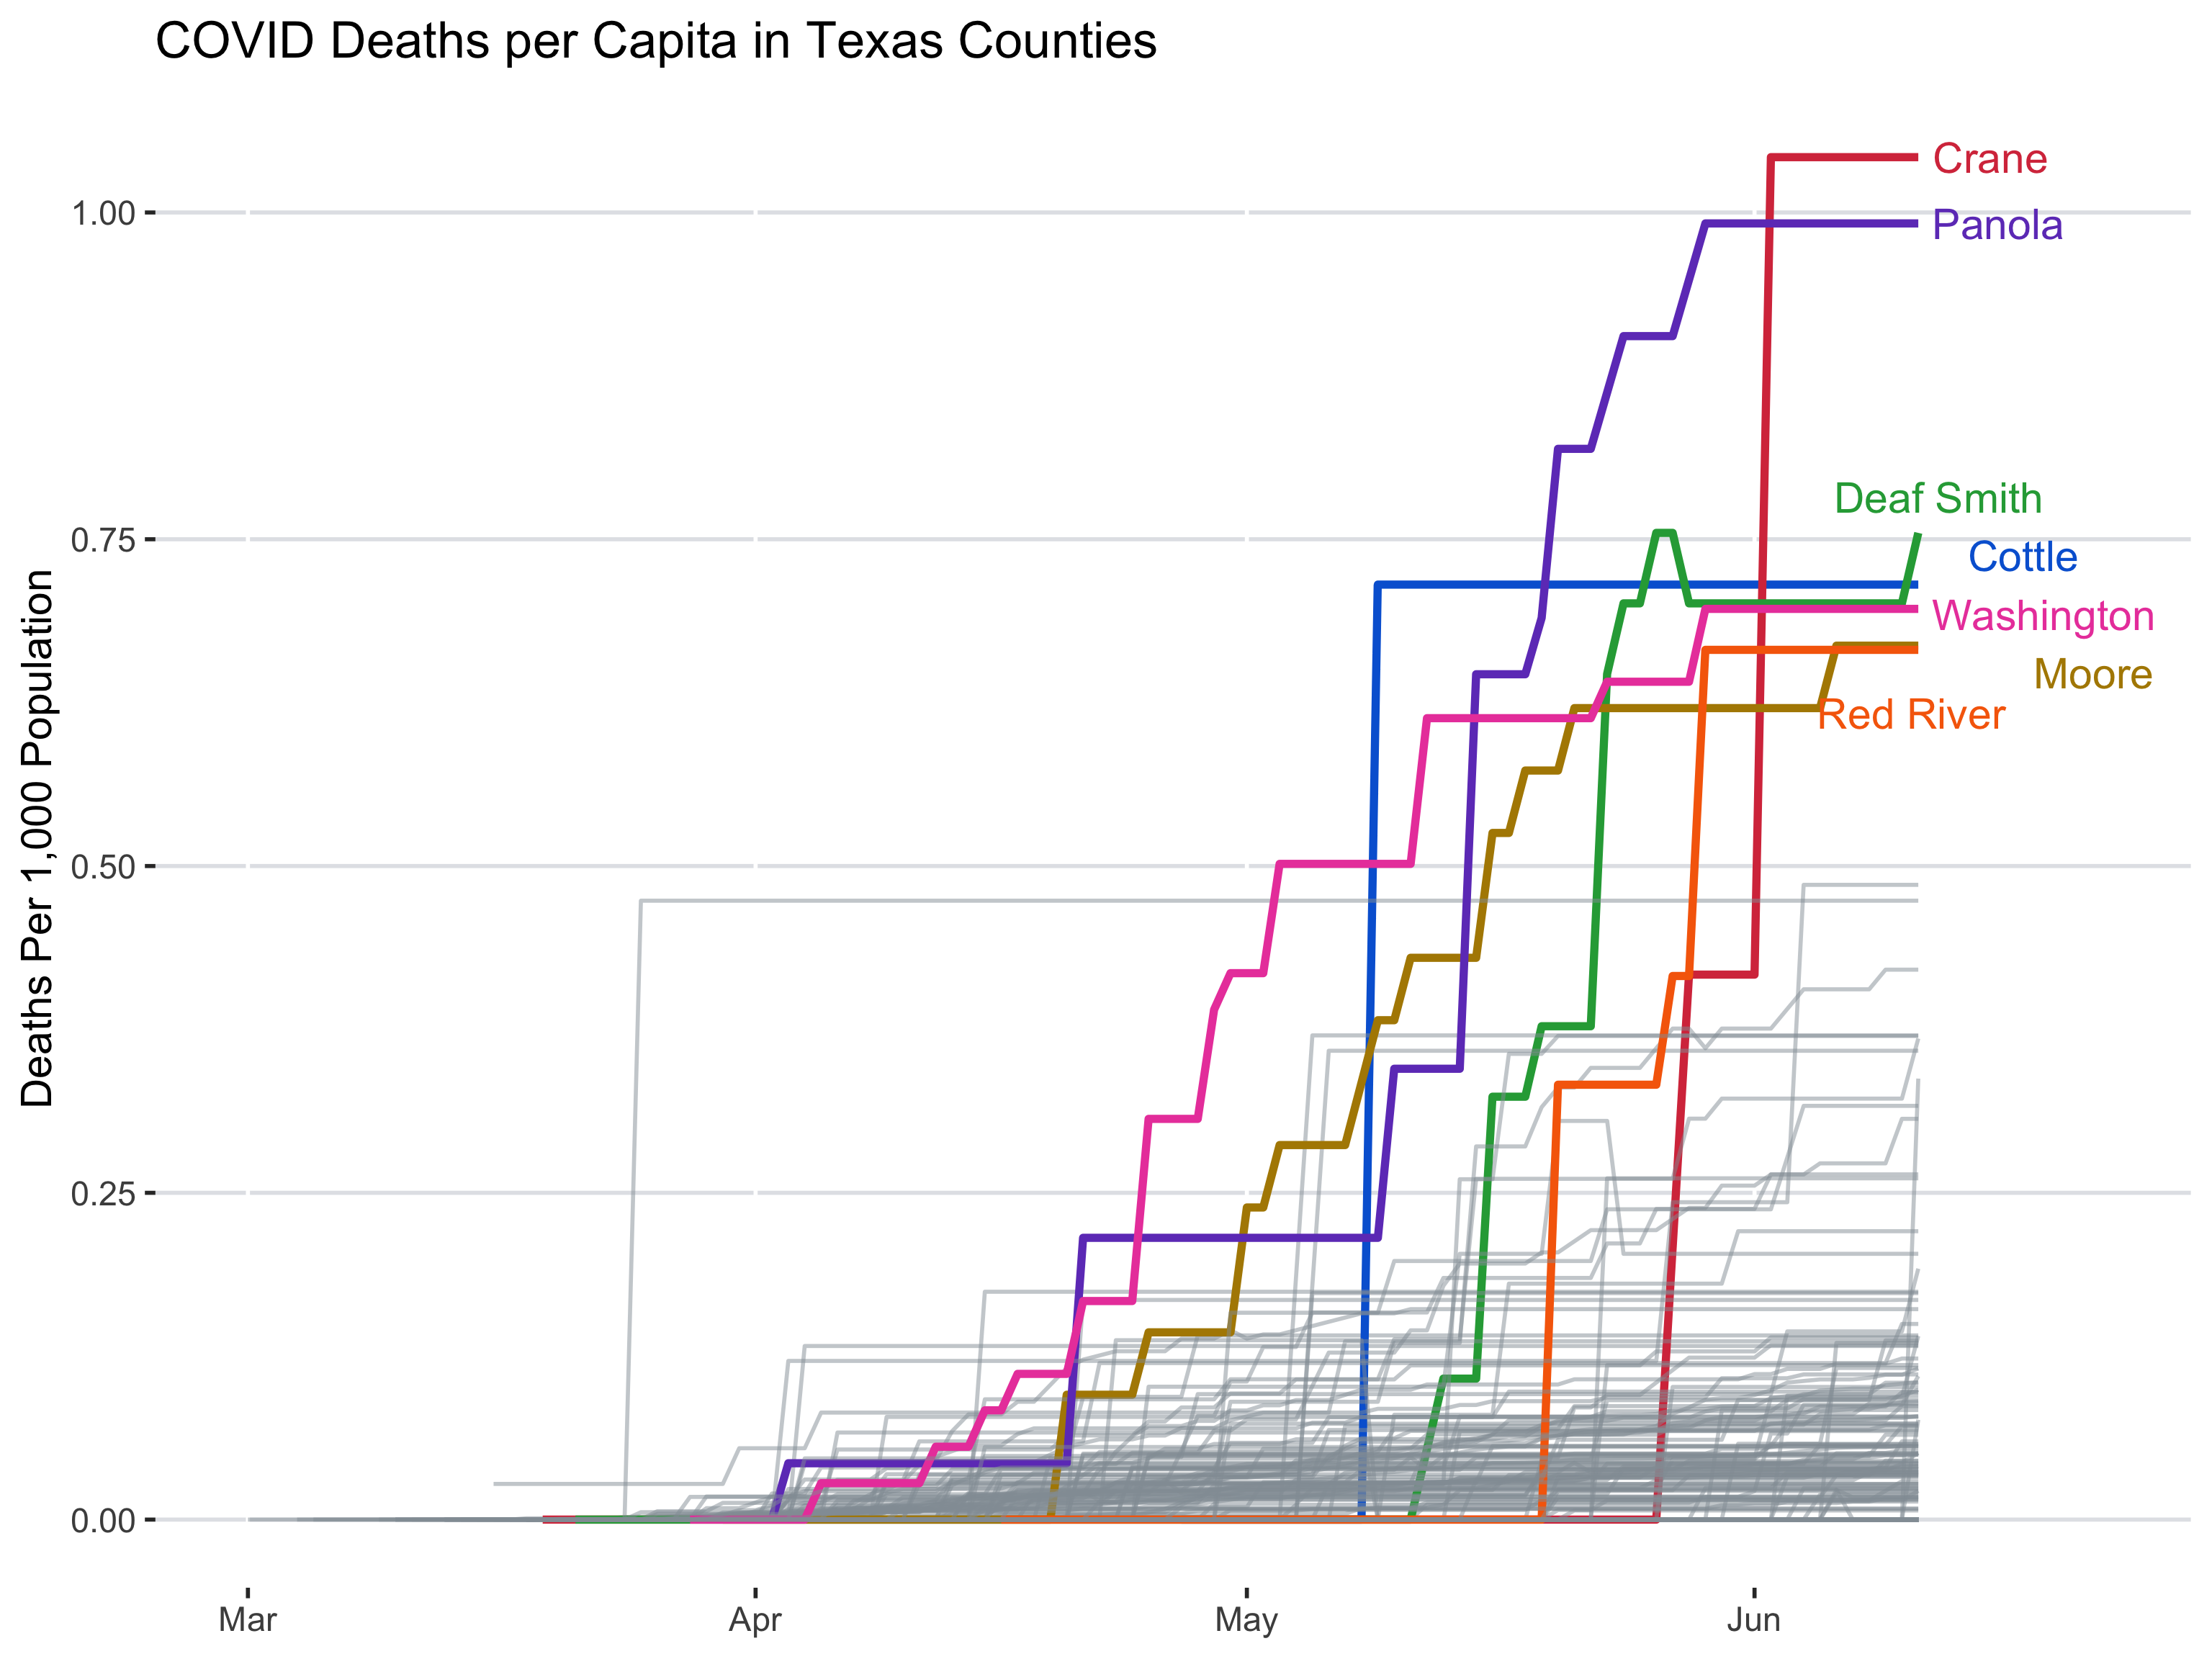 COVID Deaths per Capita in Texas Counties
Crane
1.00
Panola
Deaf Smith
0.75
Cottle
Washington
Moore
Red River
Deaths Per 1,000 Population
0.50
0.25
0.00
Mar Apr May Jun